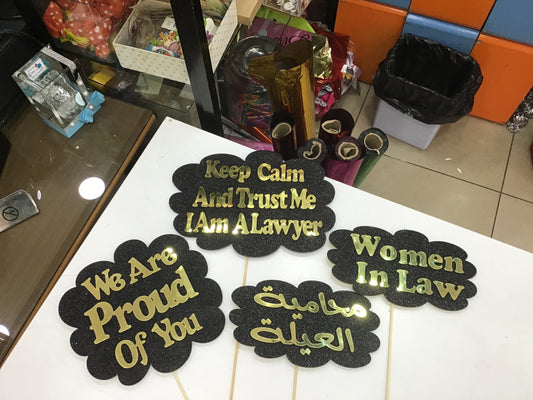 Keep Calm
And Trust Me
I Am A Lawyer
Women
In Law
We Are
Proud
Of You
محامية
العيلة